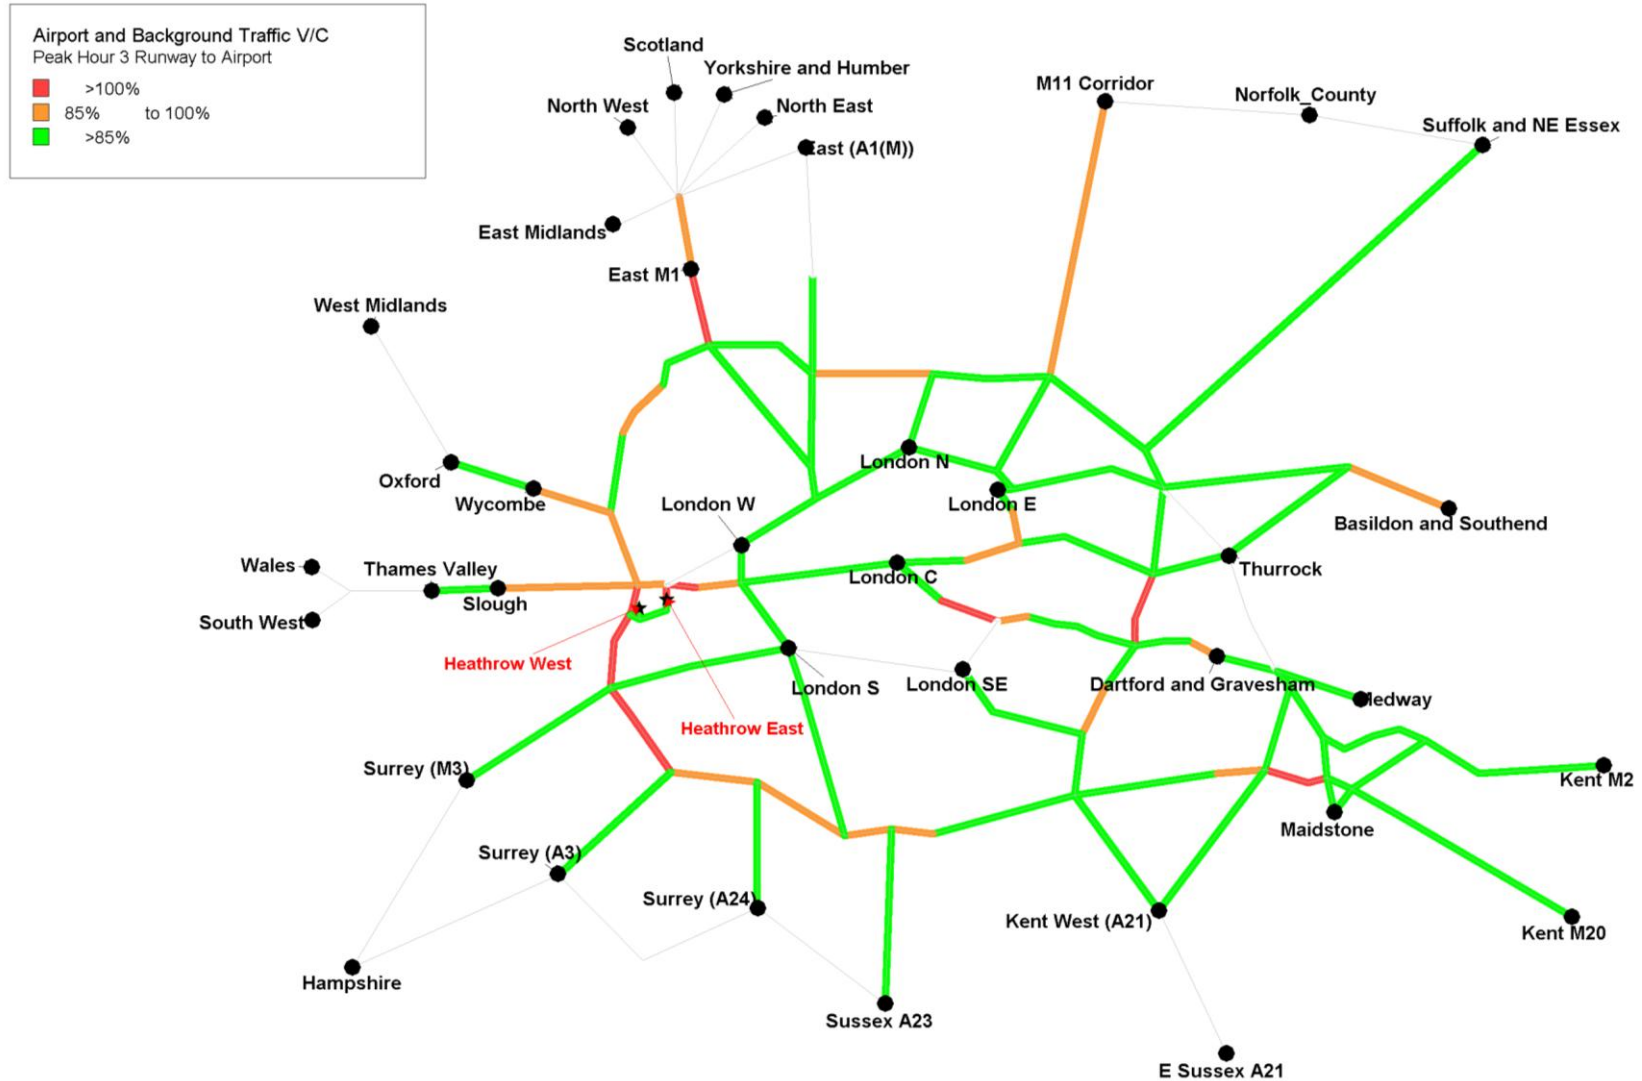 Airport and Background Traffic V/C
Peak Hour 3 Runway to Airport
>100%
85% to 100%
>85%
Scotland
Yorkshire and Humber
North West
North East
East (A1(M))
M11 Corridor
Norfolk_County
Suffolk and NE Essex
East Midlands
East M1
West Midlands
Oxford
Wycombe
London N
London E
London W
Basildon and Southend
Wales
Thames Valley
Slough
London C
Thurrock
South West
Heathrow West
London S
London SE
Dartford and Gravesham
Medway
Heathrow East
Surrey (M3)
Kent M2
Maidstone
Surrey (A3)
Surrey (A24)
Kent West (A21)
Kent M20
Hampshire
Sussex A23
E Sussex A21